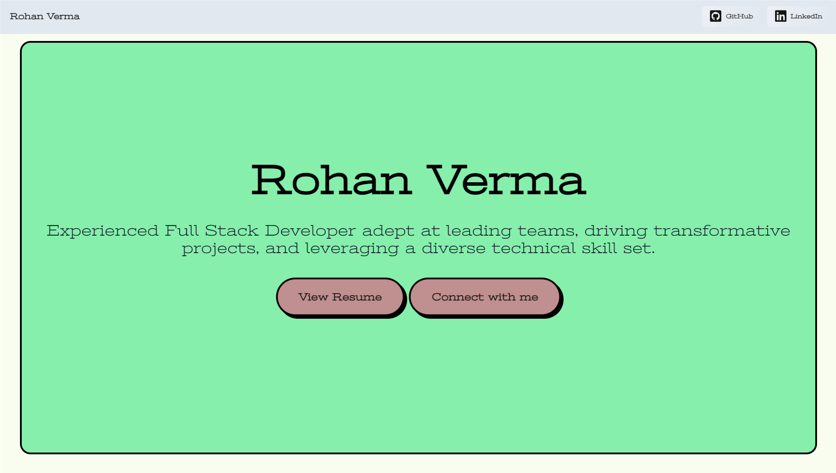 Rohan Verma
GitHub
LinkedIn
Rohan Verma
Experienced Full Stack Developer adept at leading teams, driving transformative
projects, and leveraging a diverse technical skill set.
View Resume
Connect with me